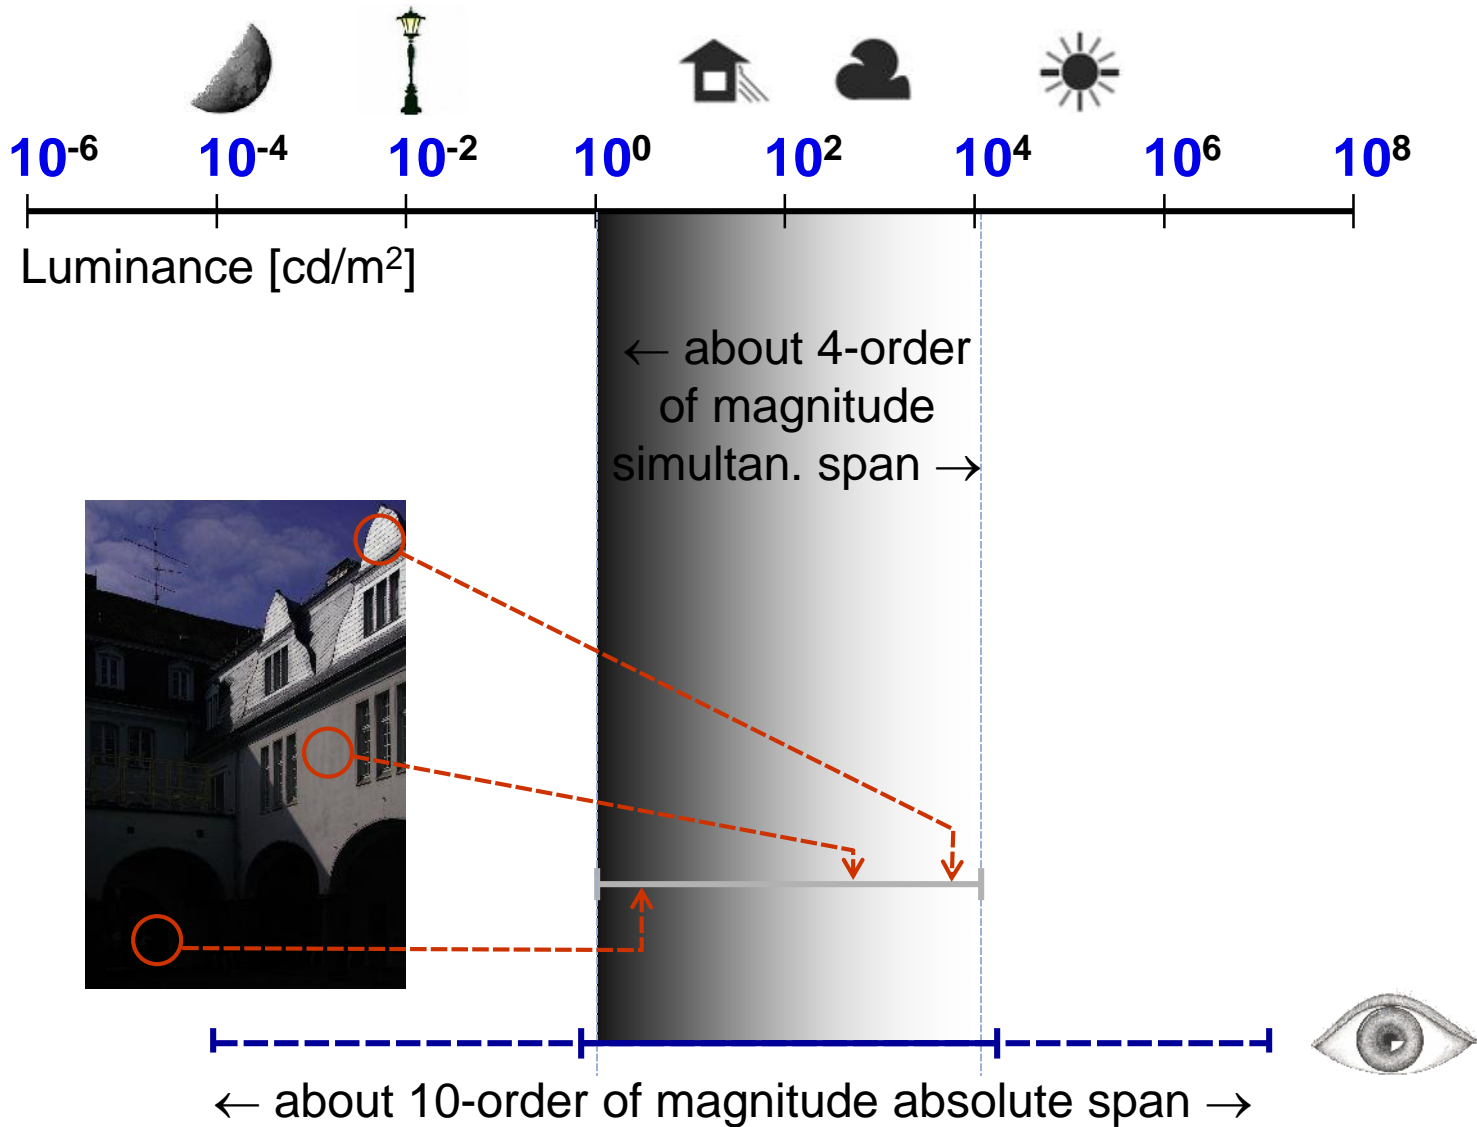 10⁻⁶ 10⁻⁴ 10⁻² 10⁰ 10² 10⁴ 10⁶ 10⁸
Luminance [cd/m²]
← about 4-order
of magnitude
simultan. span →
← about 10-order of magnitude absolute span →